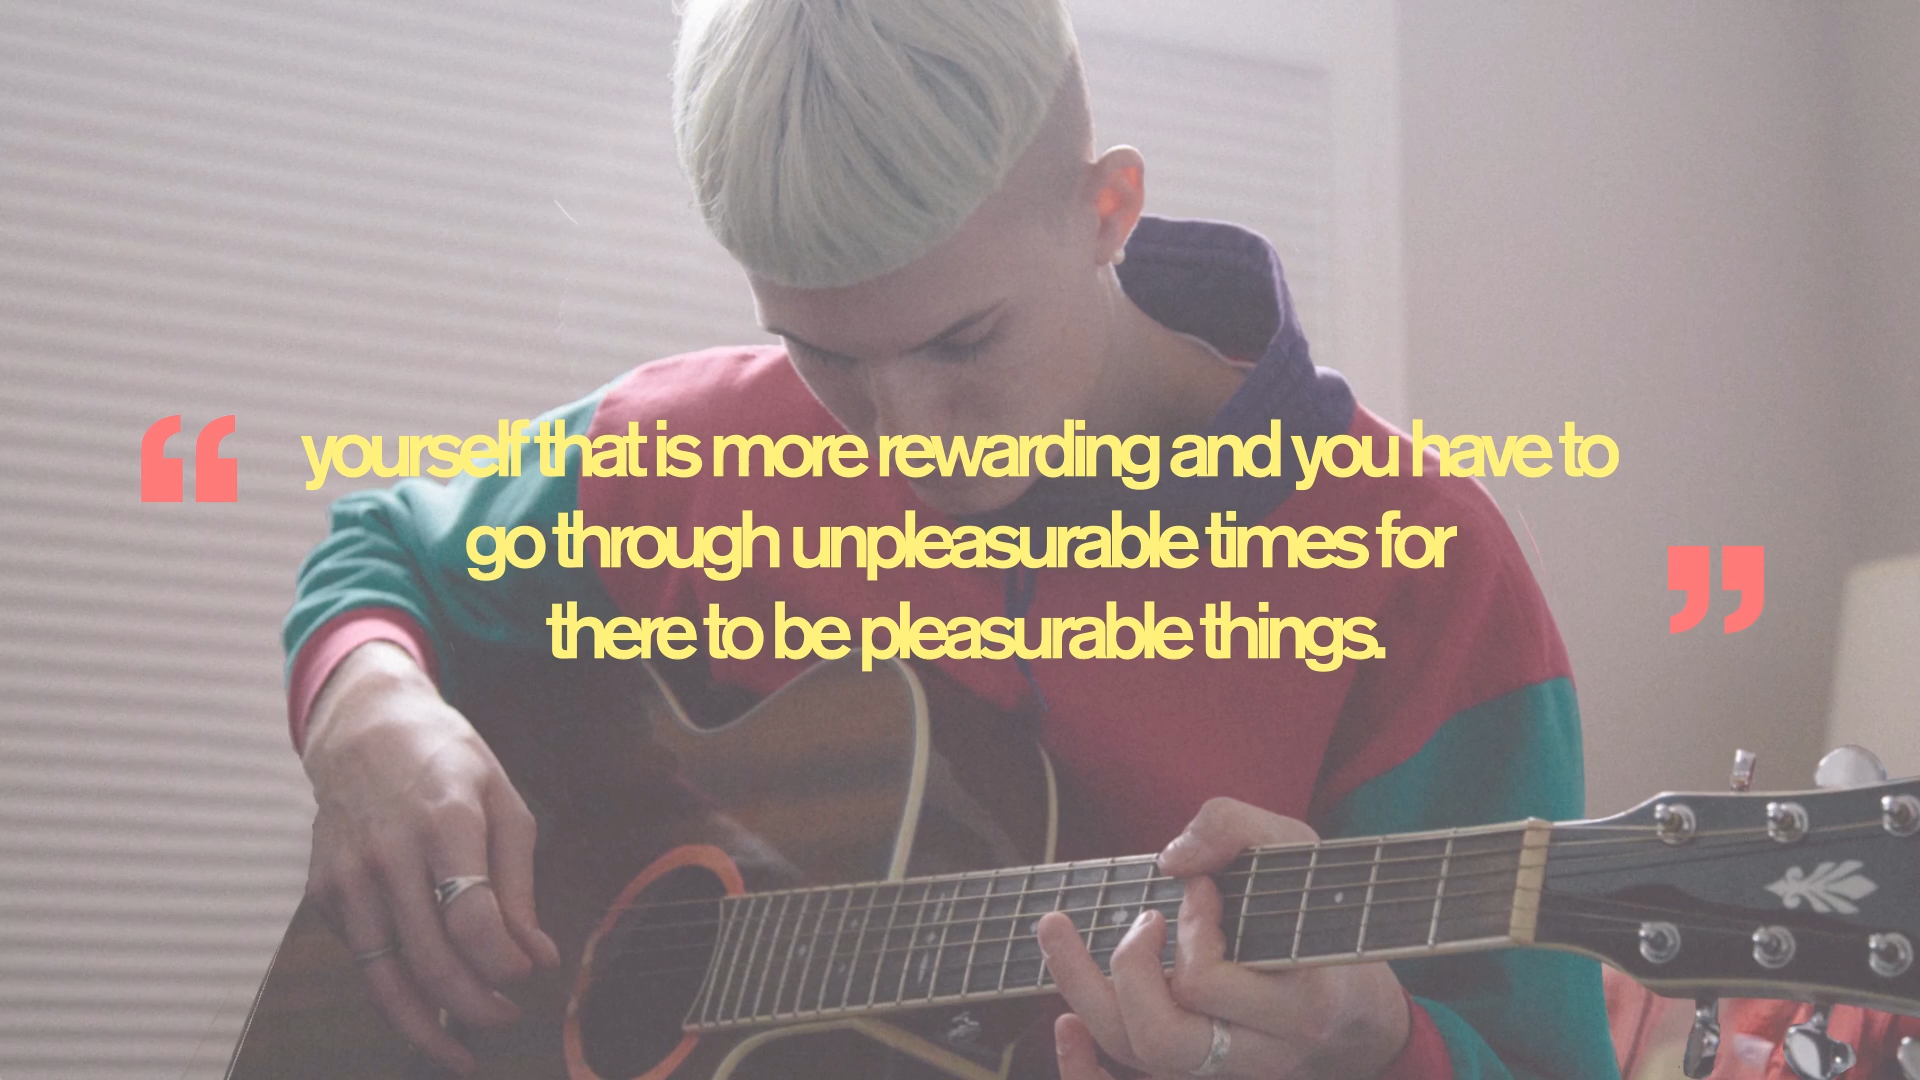 “
yourself that is more rewarding and you have to
go through unpleasurable times for
there to be pleasurable things.
”